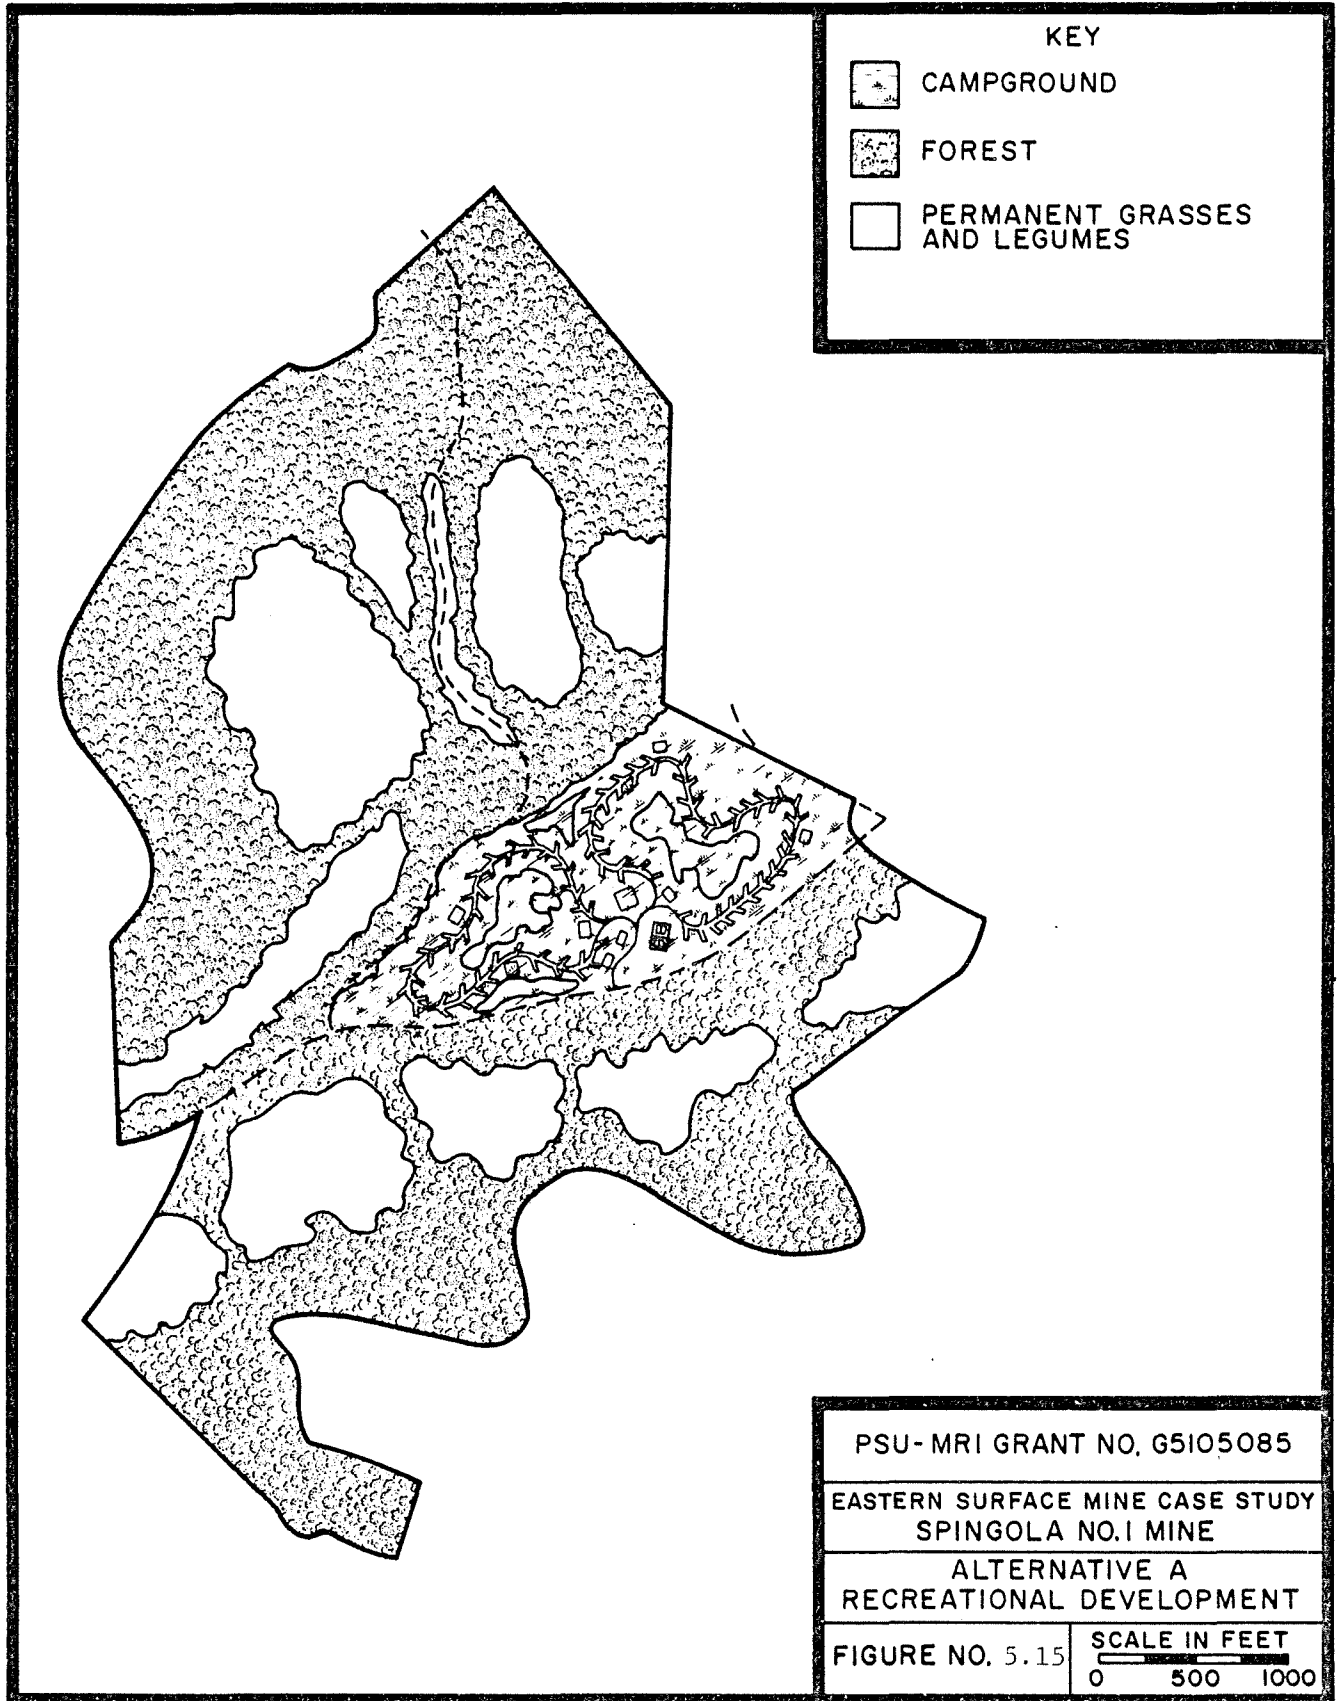 KEY
CAMPGROUND
FOREST
PERMANENT GRASSES
AND LEGUMES
PSU-MRI GRANT NO. G5105085
EASTERN SURFACE MINE CASE STUDY
SPINGOLA NO.1 MINE
ALTERNATIVE A
RECREATIONAL DEVELOPMENT
FIGURE NO. 5.15
SCALE IN FEET
0 500 1000